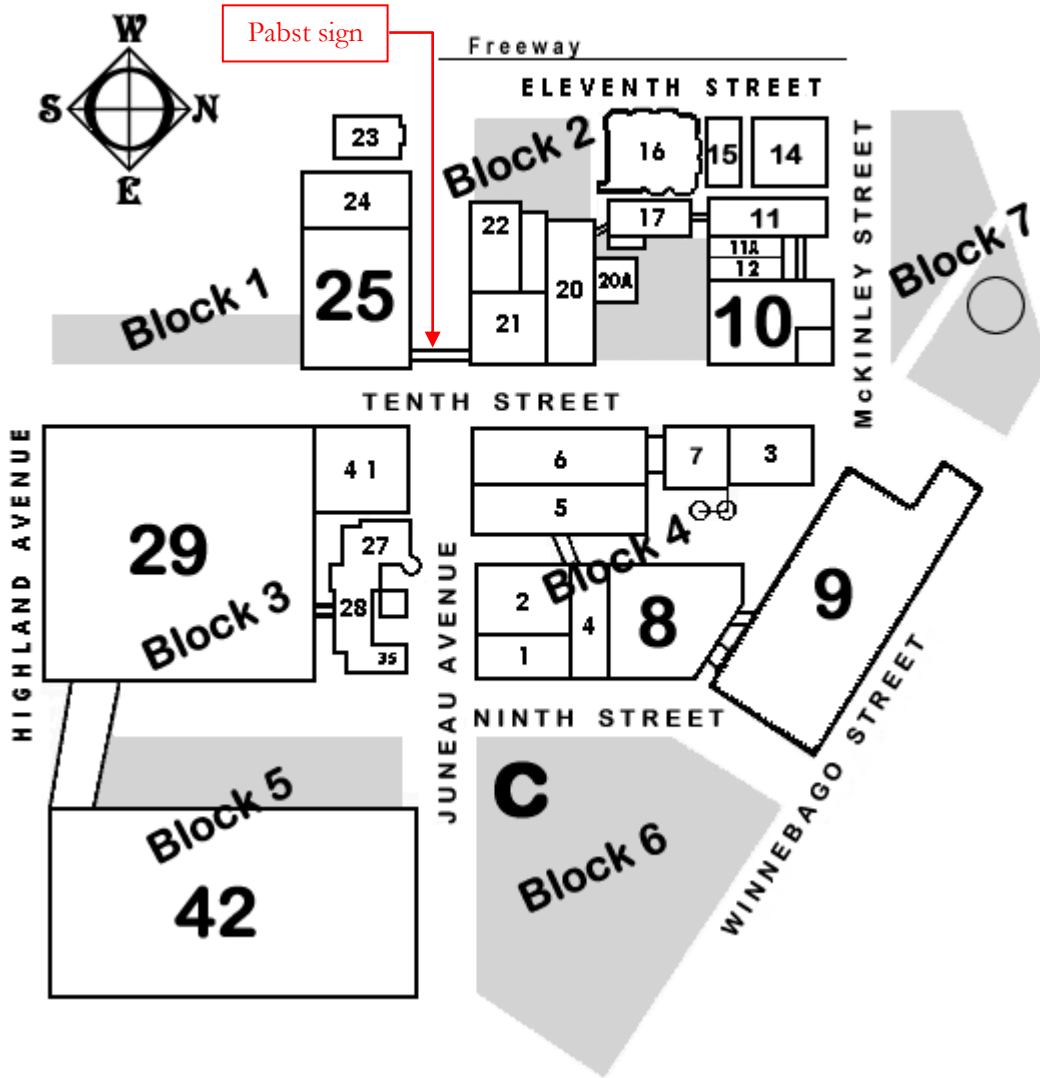 W
Pabst sign
Freeway
S
N
ELEVENTH STREET
E
23
Block 2
16
15
14
24
22
17
11
11A
12
Block 7
25
20
20A
10
Block 1
21
McKINLEY STREET
TENTH STREET
HIGHLAND AVENUE
41
6
7
3
29
5
27
Block 4
Block 3
28
2
4
8
9
35
1
JUNEAU AVENUE
NINTH STREET
WINNEBAGO STREET
C
Block 5
Block 6
42